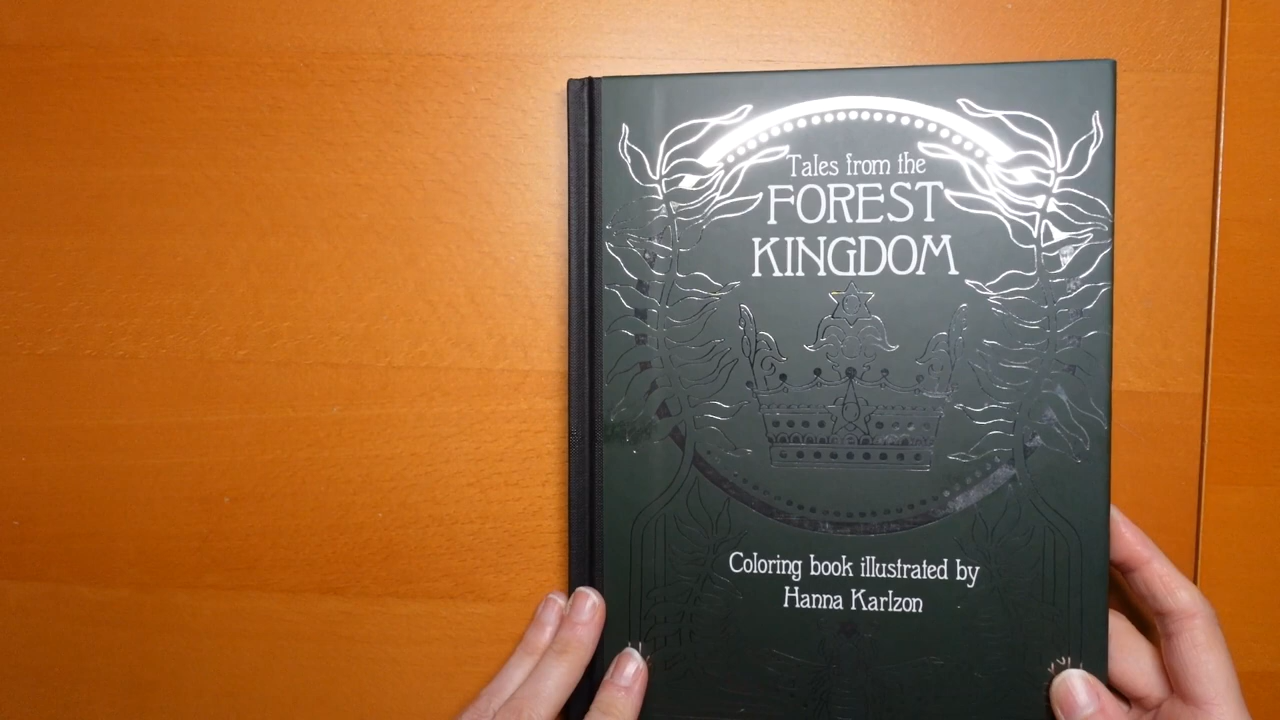 Tales from the
FOREST
KINGDOM
Coloring book illustrated by
Hanna Karlzon